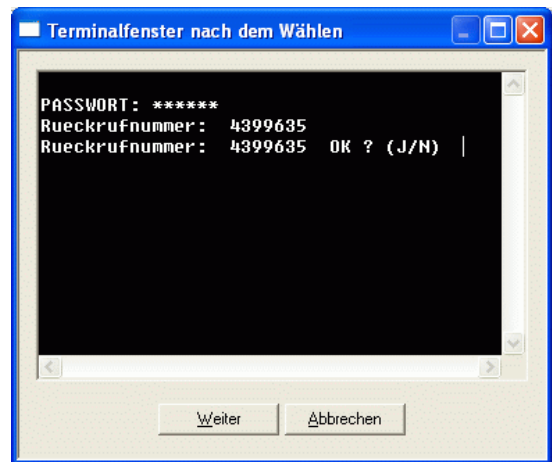 Terminalfenster nach dem Wählen
PASSWORT: ******
Rueckrufnummer: 4399635
Rueckrufnummer: 4399635 OK ? (J/N)
Weiter Abbrechen